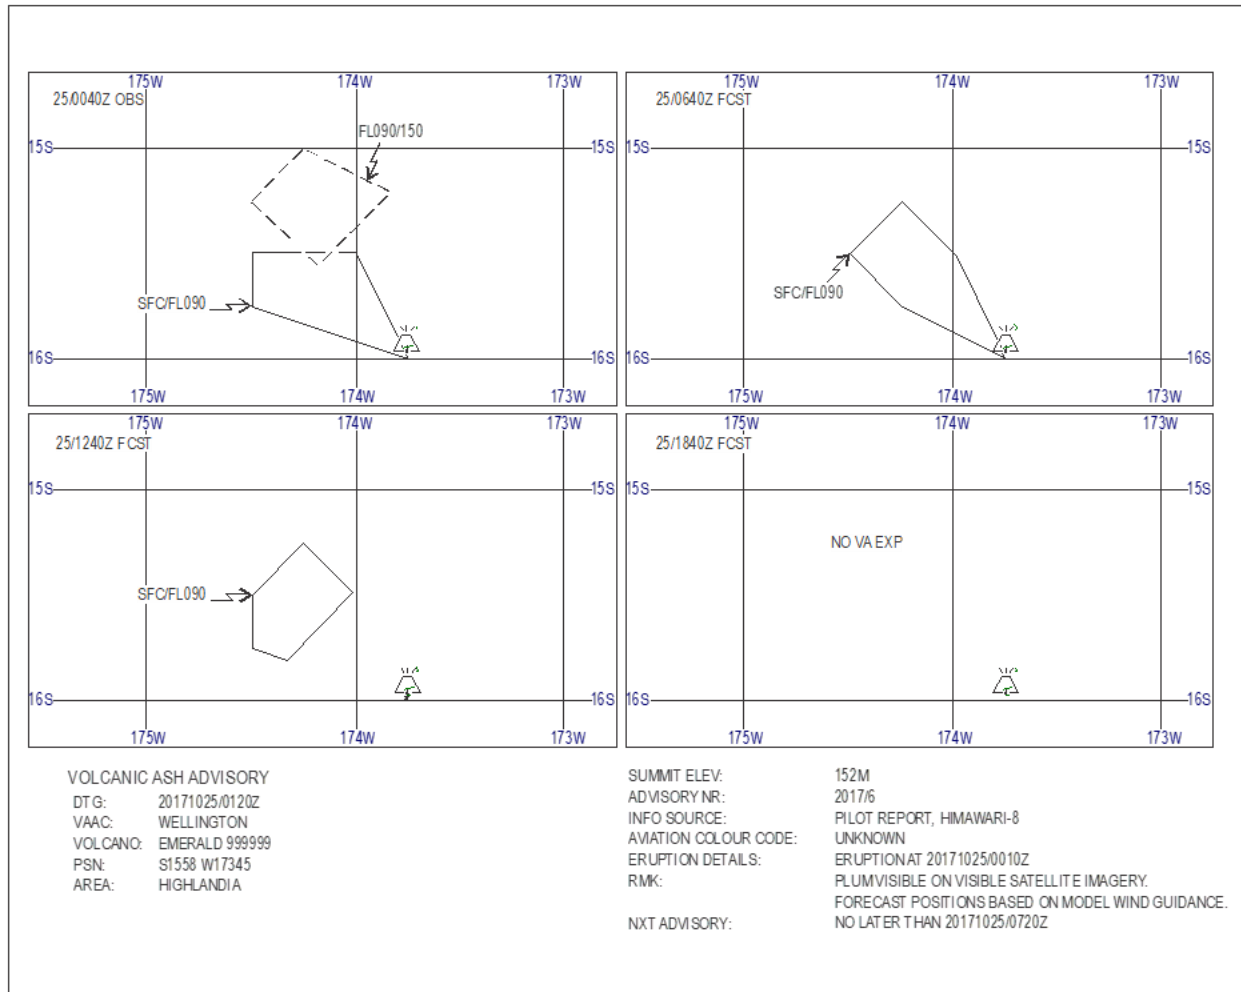 175W 174W 173W
25/0040Z OBS
FL090/150
15S 15S
SFC/FL090
16S 16S
175W 174W 173W
175W 174W 173W
25/0640Z FCST
15S 15S
SFC/FL090
16S 16S
175W 174W 173W
175W 174W 173W
25/1240Z FCST
15S 15S
SFC/FL090
16S 16S
175W 174W 173W
175W 174W 173W
25/1840Z FCST
15S 15S
NO VA EXP
16S 16S
175W 174W 173W
VOLCANIC ASH ADVISORY
DTG: 20171025/0120Z
VAAC: WELLINGTON
VOLCANO: EMERALD 999999
PSN: S1558 W17345
AREA: HIGHLANDIA
SUMMIT ELEV: 152M
ADVISORY NR: 2017/6
INFO SOURCE: PILOT REPORT, HIMAWARI-8
AVIATION COLOUR CODE: UNKNOWN
ERUPTION DETAILS: ERUPTION AT 20171025/0010Z
RMK: PLUM VISIBLE ON VISIBLE SATELLITE IMAGERY.
FORECAST POSITIONS BASED ON MODEL WIND GUIDANCE.
NXT ADVISORY: NO LATER THAN 20171025/0720Z